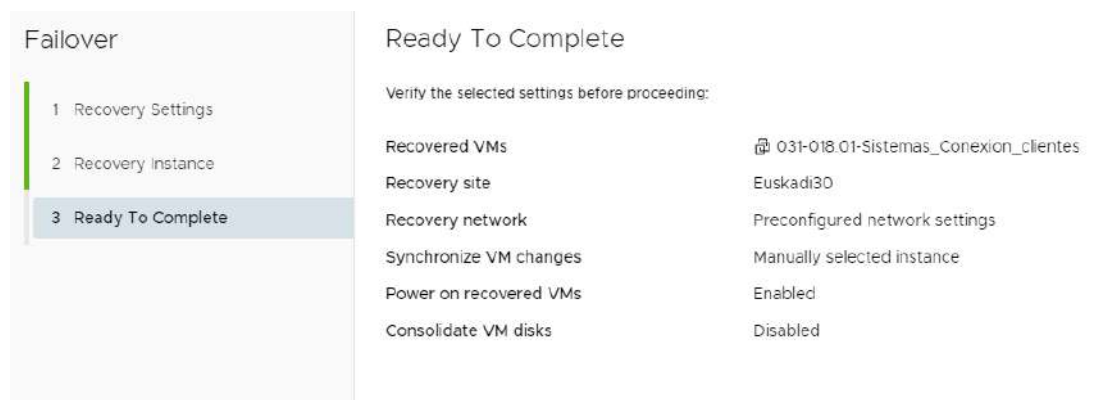 Failover
1 Recovery Settings
2 Recovery Instance
3 Ready To Complete
Ready To Complete
Verify the selected settings before proceeding:
Recovered VMs 031-018.01-Sistemas_Conexion_clientes
Recovery site Euskadi30
Recovery network Preconfigured network settings
Synchronize VM changes Manually selected instance
Power on recovered VMs Enabled
Consolidate VM disks Disabled